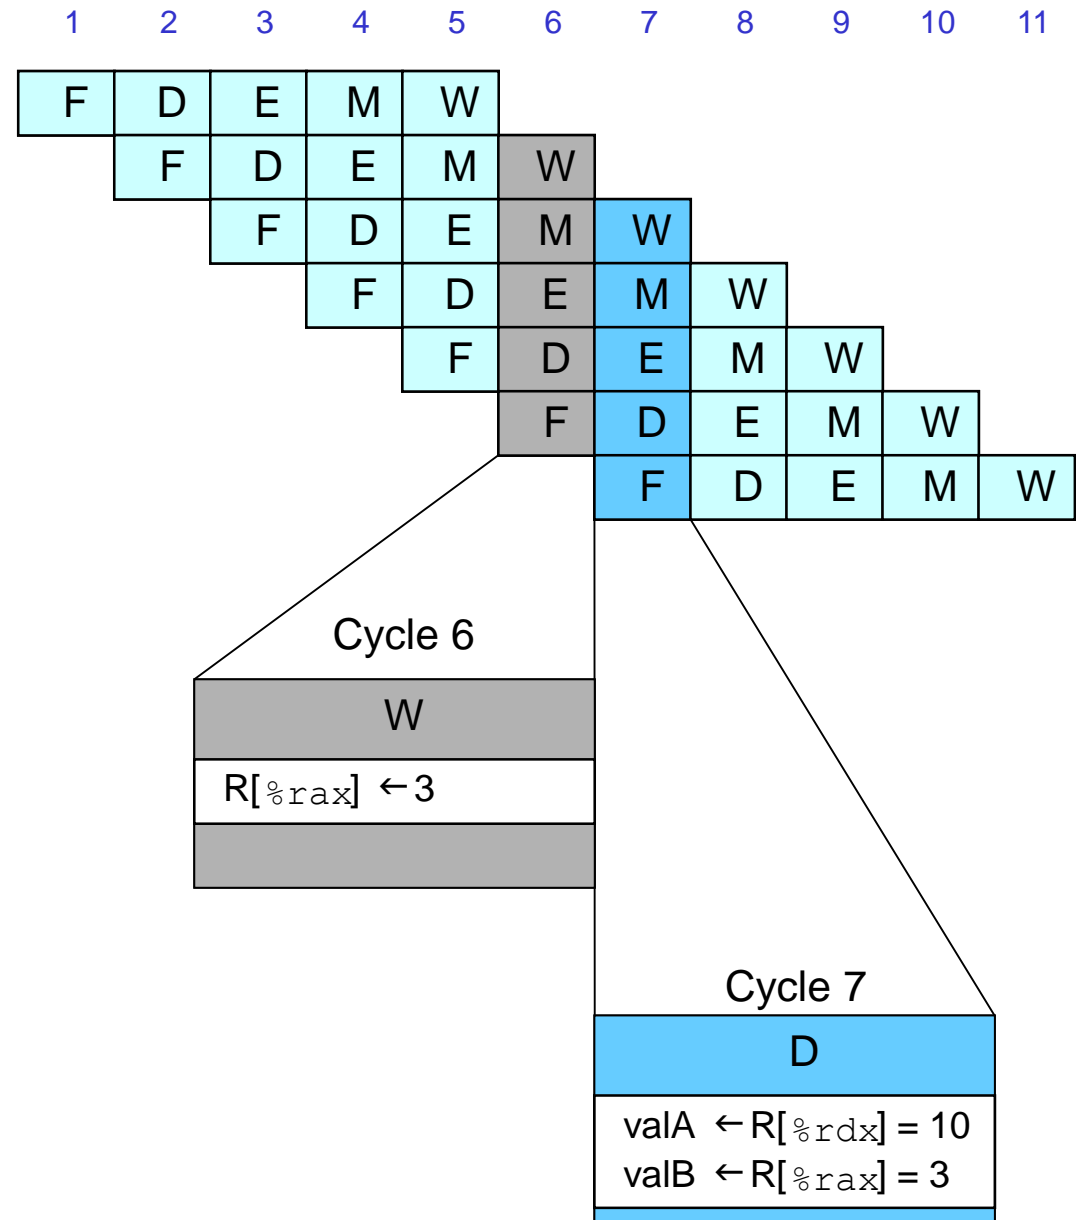 1 2 3 4 5 6 7 8 9 10 11
F D E M W
F D E M W
F D E M W
F D E M W
F D E M W
F D E M W
F D E M W
Cycle 6
W
R[%rax] ←3
Cycle 7
D
valA ←R[%rdx] = 10
valB ←R[%rax] = 3